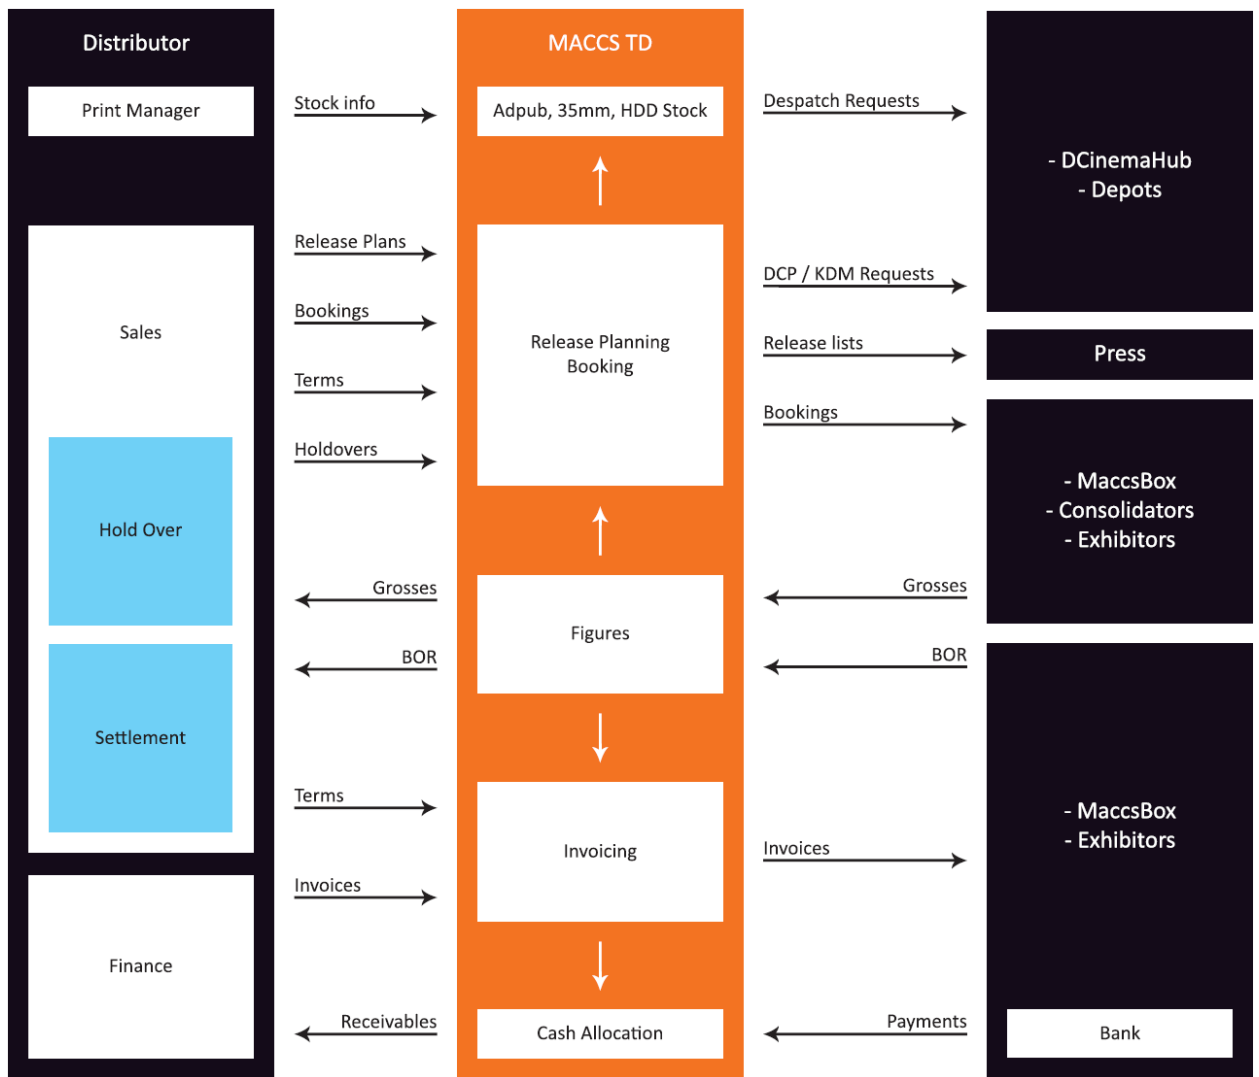 Distributor
MACCS TD
Print Manager
Stock info
Adpub, 35mm, HDD Stock
Despatch Requests
- DCinemaHub
- Depots
Release Plans
DCP / KDM Requests
Bookings
Sales
Release Planning
Booking
Release lists
Press
Terms
Bookings
Holdovers
- MaccsBox
- Consolidators
- Exhibitors
Hold Over
Grosses
Grosses
Figures
BOR
BOR
Settlement
Terms
- MaccsBox
- Exhibitors
Invoicing
Invoices
Invoices
Finance
Receivables
Cash Allocation
Payments
Bank